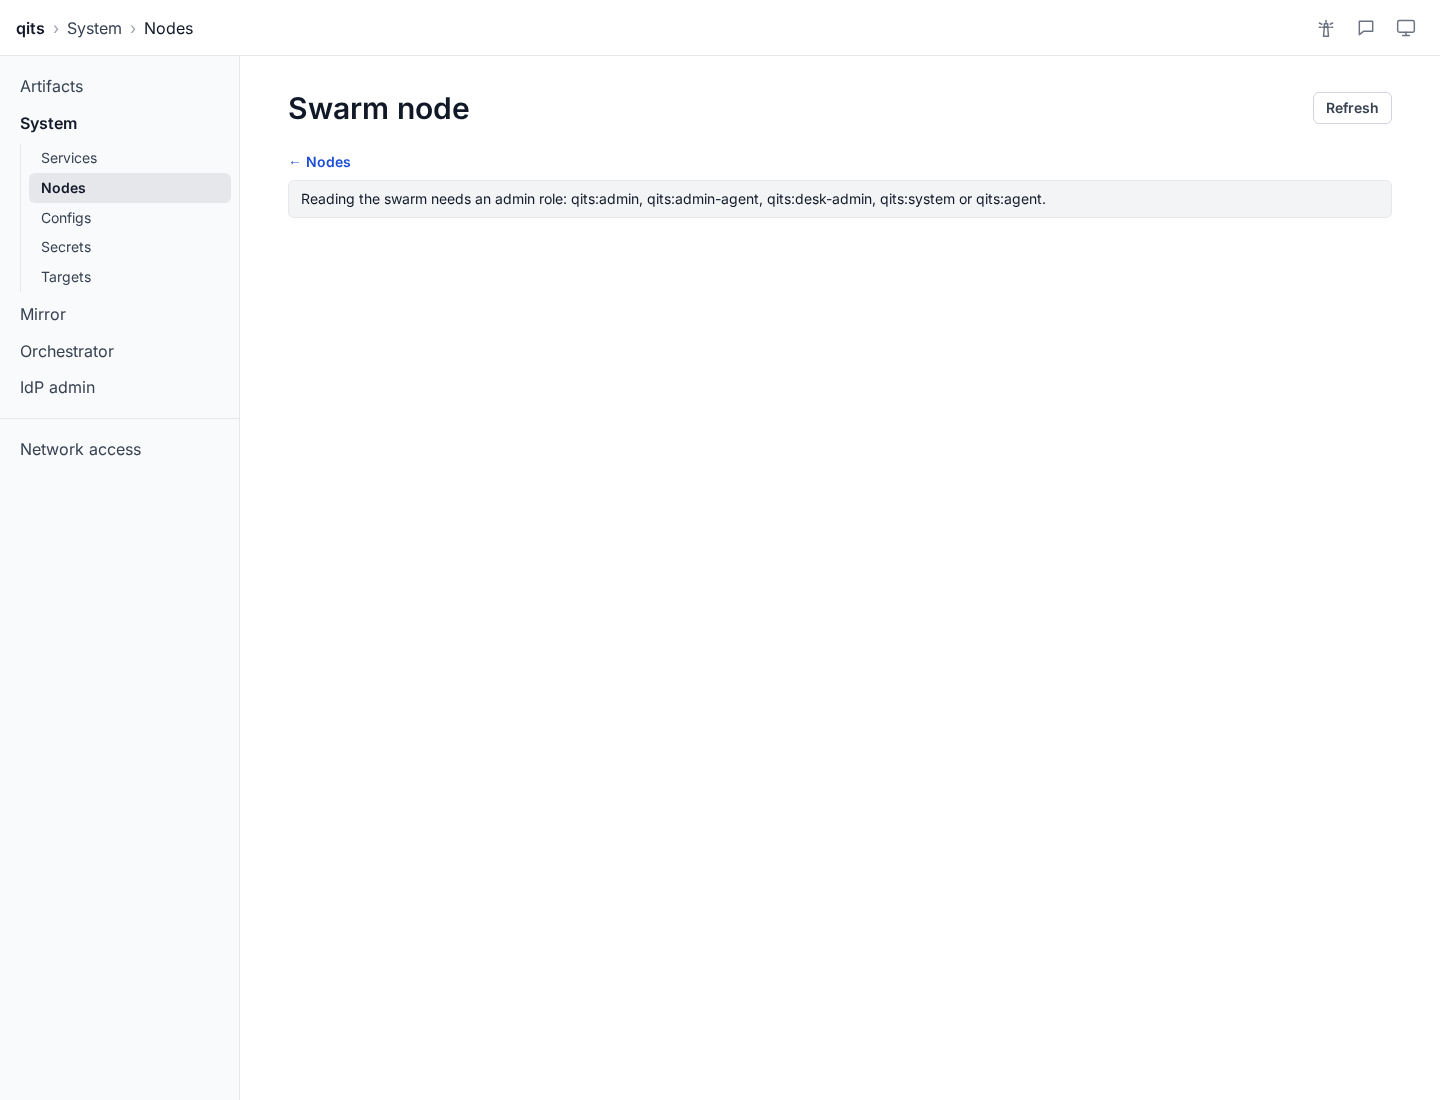 qits › System › Nodes
Artifacts
System
Services
Nodes
Configs
Secrets
Targets
Mirror
Orchestrator
IdP admin
Network access
Swarm node
Refresh
← Nodes
Reading the swarm needs an admin role: qits:admin, qits:admin-agent, qits:desk-admin, qits:system or qits:agent.